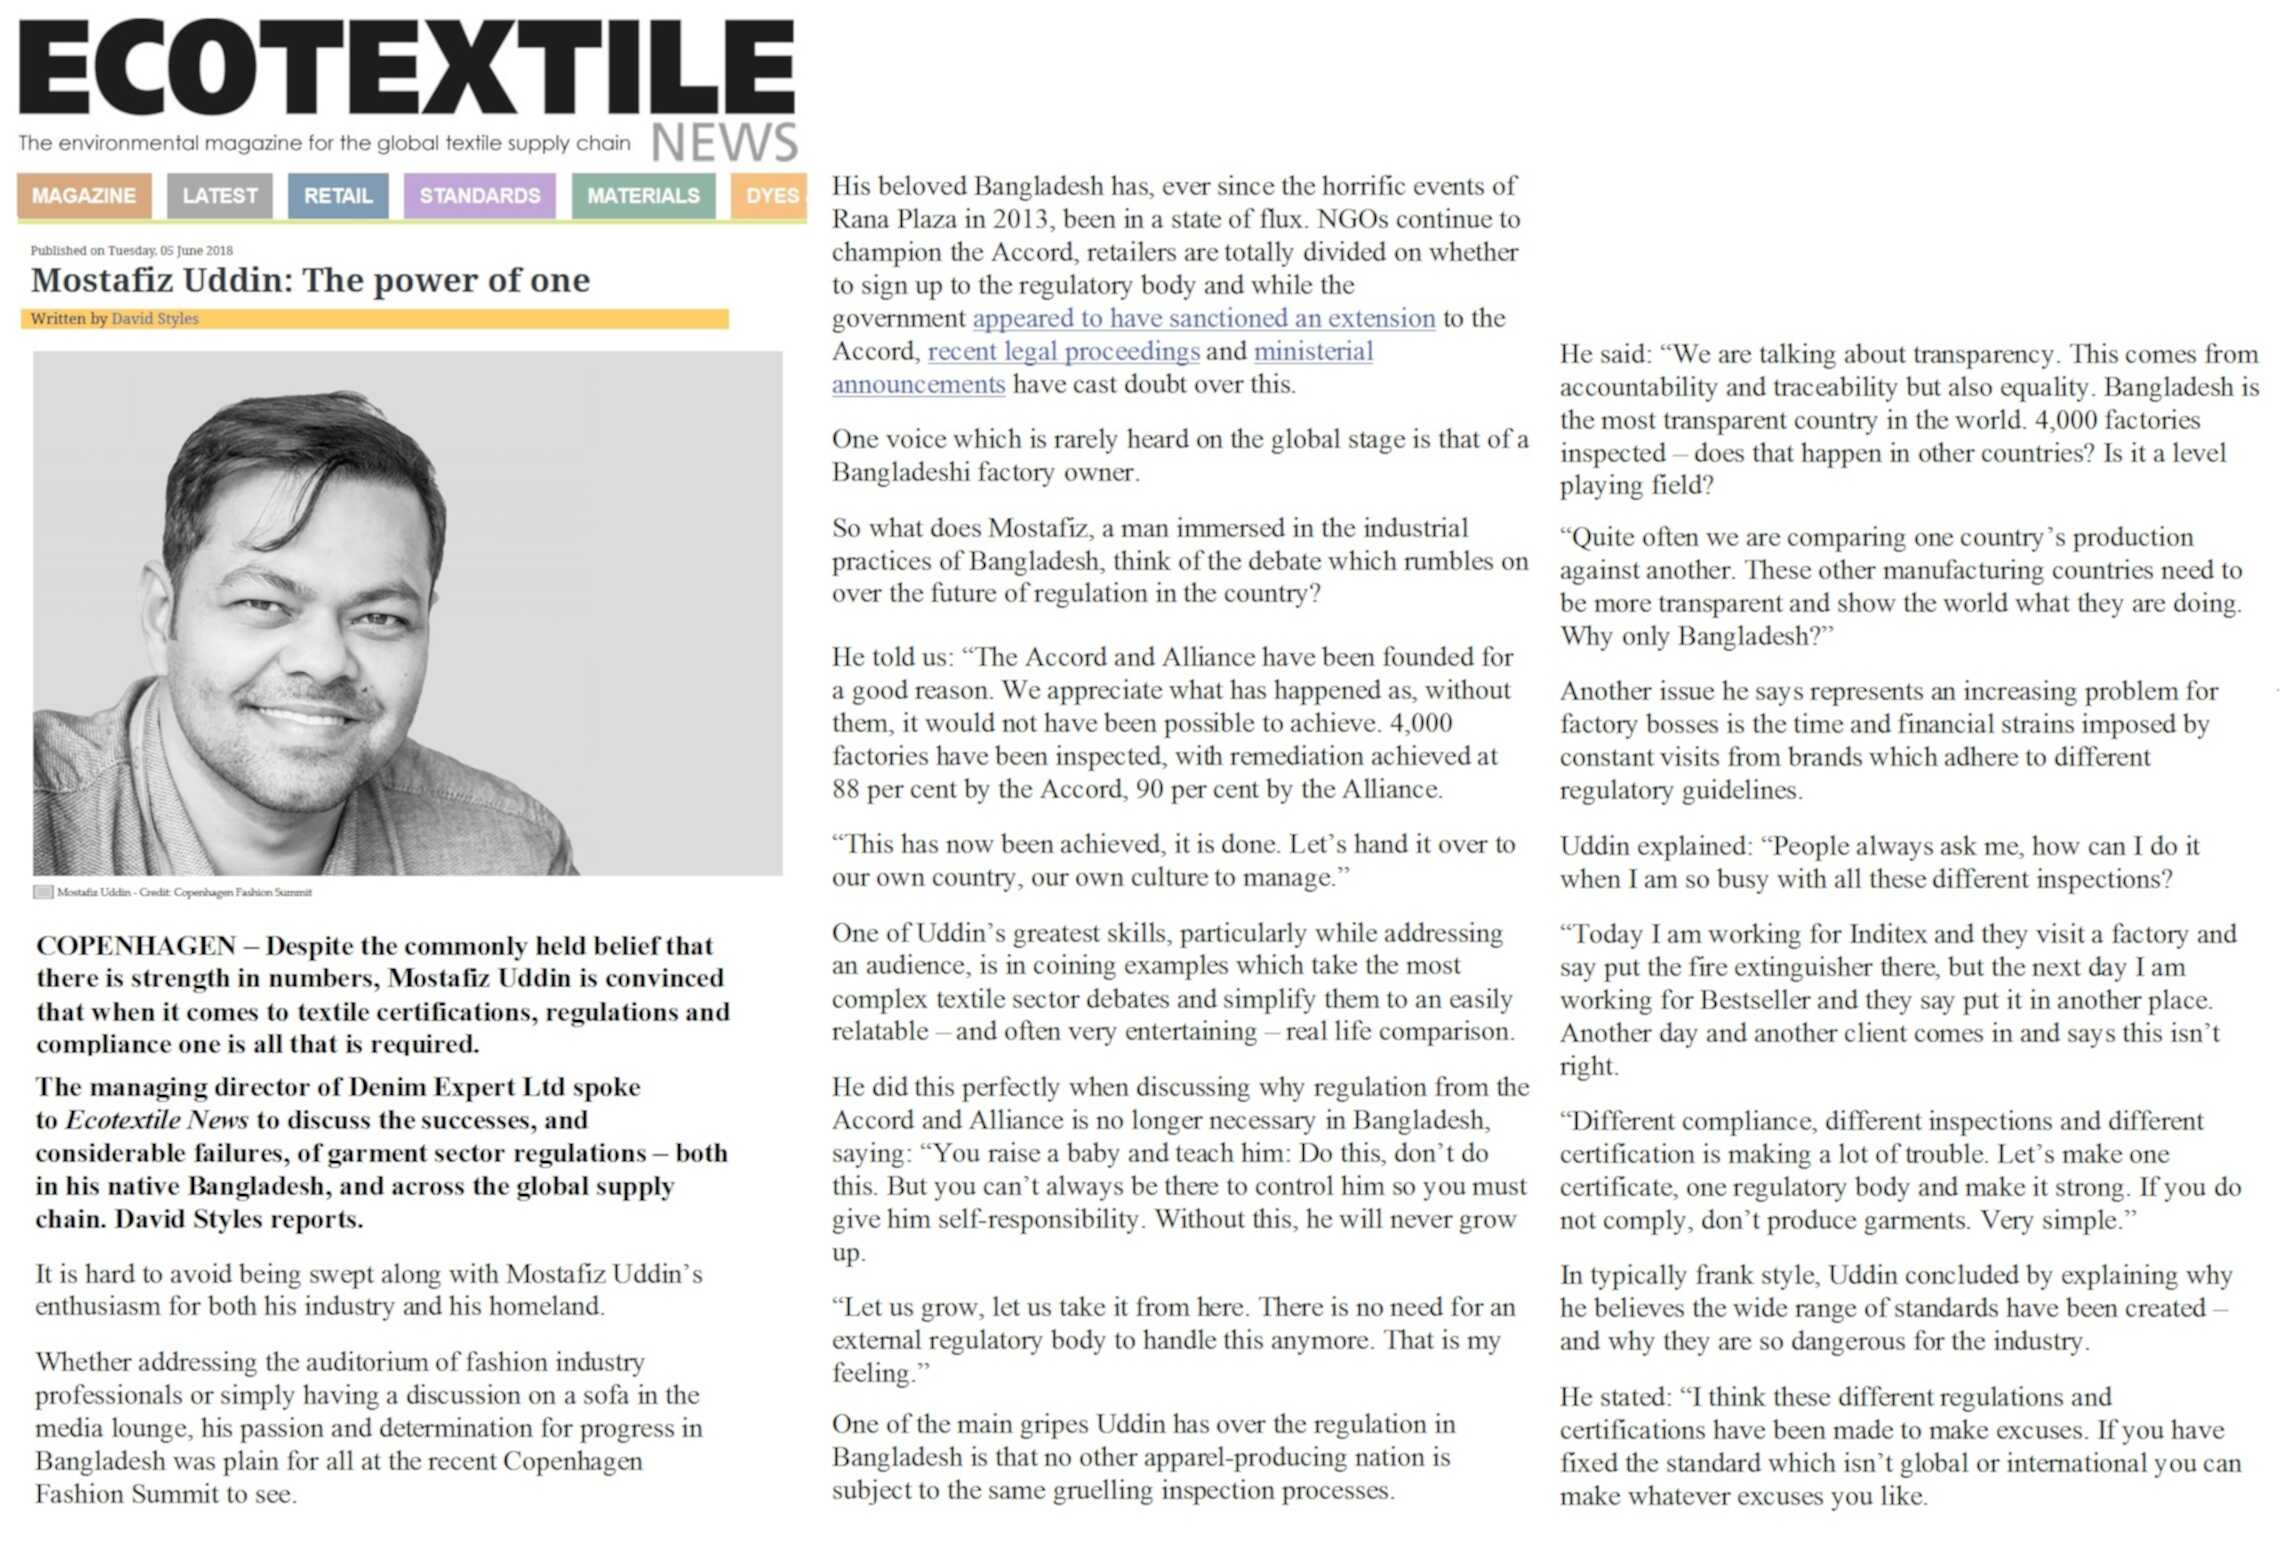 ECOTEXTILE
NEWS
The environmental magazine for the global textile supply chain
MAGAZINE LATEST RETAIL STANDARDS MATERIALS DYES
Published on Tuesday, 05 June 2018
Mostafiz Uddin: The power of one
Written by David Styles
Mostafiz Uddin - Credit: Copenhagen Fashion Summit
COPENHAGEN – Despite the commonly held belief that
there is strength in numbers, Mostafiz Uddin is convinced
that when it comes to textile certifications, regulations and
compliance one is all that is required.
The managing director of Denim Expert Ltd spoke
to Ecotextile News to discuss the successes, and
considerable failures, of garment sector regulations – both
in his native Bangladesh, and across the global supply
chain. David Styles reports.
It is hard to avoid being swept along with Mostafiz Uddin’s
enthusiasm for both his industry and his homeland.
Whether addressing the auditorium of fashion industry
professionals or simply having a discussion on a sofa in the
media lounge, his passion and determination for progress in
Bangladesh was plain for all at the recent Copenhagen
Fashion Summit to see.
His beloved Bangladesh has, ever since the horrific events of
Rana Plaza in 2013, been in a state of flux. NGOs continue to
champion the Accord, retailers are totally divided on whether
to sign up to the regulatory body and while the
government appeared to have sanctioned an extension to the
Accord, recent legal proceedings and ministerial
announcements have cast doubt over this.
One voice which is rarely heard on the global stage is that of a
Bangladeshi factory owner.
So what does Mostafiz, a man immersed in the industrial
practices of Bangladesh, think of the debate which rumbles on
over the future of regulation in the country?
He told us: “The Accord and Alliance have been founded for
a good reason. We appreciate what has happened as, without
them, it would not have been possible to achieve. 4,000
factories have been inspected, with remediation achieved at
88 per cent by the Accord, 90 per cent by the Alliance.
“This has now been achieved, it is done. Let’s hand it over to
our own country, our own culture to manage.”
One of Uddin’s greatest skills, particularly while addressing
an audience, is in coining examples which take the most
complex textile sector debates and simplify them to an easily
relatable – and often very entertaining – real life comparison.
He did this perfectly when discussing why regulation from the
Accord and Alliance is no longer necessary in Bangladesh,
saying: “You raise a baby and teach him: Do this, don’t do
this. But you can’t always be there to control him so you must
give him self-responsibility. Without this, he will never grow
up.
“Let us grow, let us take it from here. There is no need for an
external regulatory body to handle this anymore. That is my
feeling.”
One of the main gripes Uddin has over the regulation in
Bangladesh is that no other apparel-producing nation is
subject to the same gruelling inspection processes.
He said: “We are talking about transparency. This comes from
accountability and traceability but also equality. Bangladesh is
the most transparent country in the world. 4,000 factories
inspected – does that happen in other countries? Is it a level
playing field?
“Quite often we are comparing one country’s production
against another. These other manufacturing countries need to
be more transparent and show the world what they are doing.
Why only Bangladesh?”
Another issue he says represents an increasing problem for
factory bosses is the time and financial strains imposed by
constant visits from brands which adhere to different
regulatory guidelines.
Uddin explained: “People always ask me, how can I do it
when I am so busy with all these different inspections?
“Today I am working for Inditex and they visit a factory and
say put the fire extinguisher there, but the next day I am
working for Bestseller and they say put it in another place.
Another day and another client comes in and says this isn’t
right.
“Different compliance, different inspections and different
certification is making a lot of trouble. Let’s make one
certificate, one regulatory body and make it strong. If you do
not comply, don’t produce garments. Very simple.”
In typically frank style, Uddin concluded by explaining why
he believes the wide range of standards have been created –
and why they are so dangerous for the industry.
He stated: “I think these different regulations and
certifications have been made to make excuses. If you have
fixed the standard which isn’t global or international you can
make whatever excuses you like.